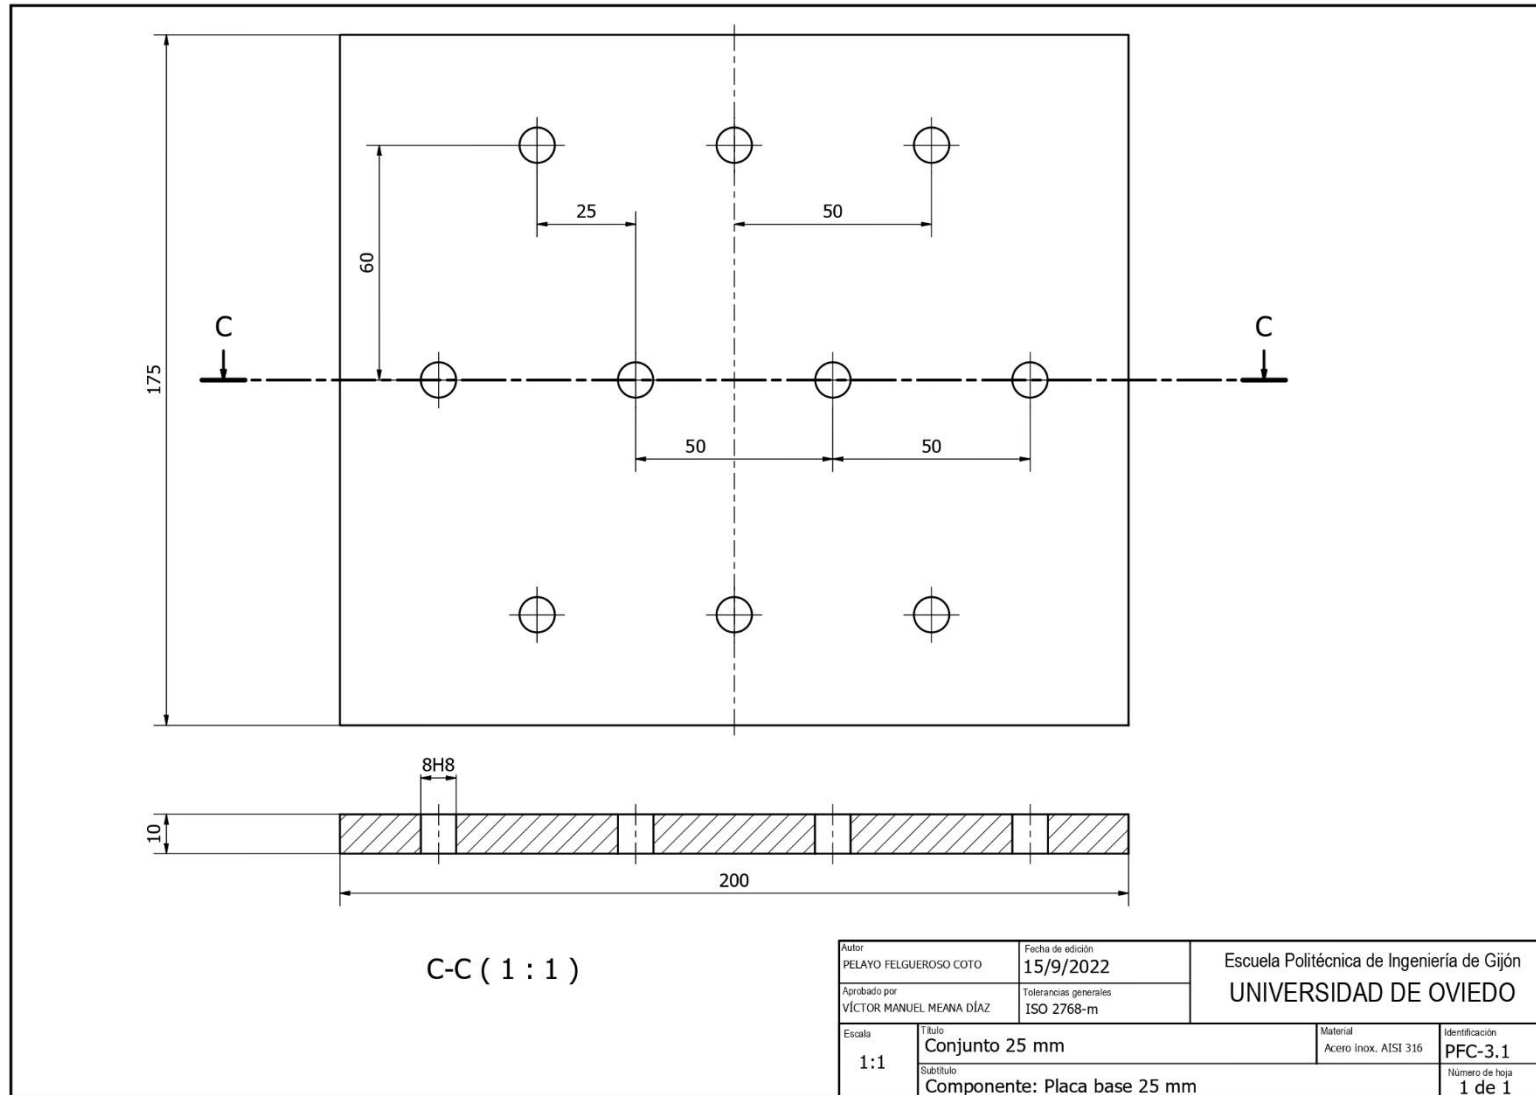 25
50
60
C
C
175
50
50
8H8
10
200
C-C ( 1 : 1 )
Autor
PELAYO FELGUEROSO COTO
Fecha de edición
15/9/2022
Escuela Politécnica de Ingeniería de Gijón
UNIVERSIDAD DE OVIEDO
Aprobado por
VÍCTOR MANUEL MEANA DÍAZ
Tolerancias generales
ISO 2768-m
Escala
1:1
Título
Conjunto 25 mm
Material
Acero inox. AISI 316
Identificación
PFC-3.1
Subtítulo
Componente: Placa base 25 mm
Número de hoja
1 de 1